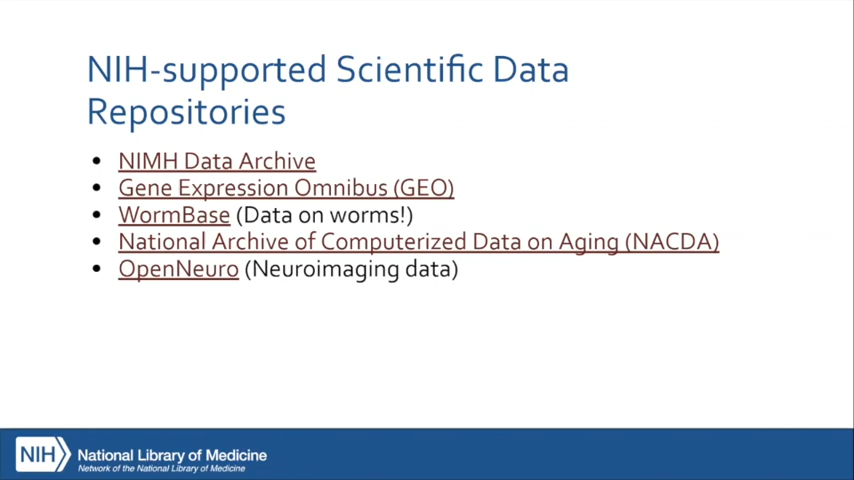 NIH-supported Scientific Data
Repositories
• NIMH Data Archive
• Gene Expression Omnibus (GEO)
• WormBase (Data on worms!)
• National Archive of Computerized Data on Aging (NACDA)
• OpenNeuro (Neuroimaging data)
NIH National Library of Medicine
Network of the National Library of Medicine